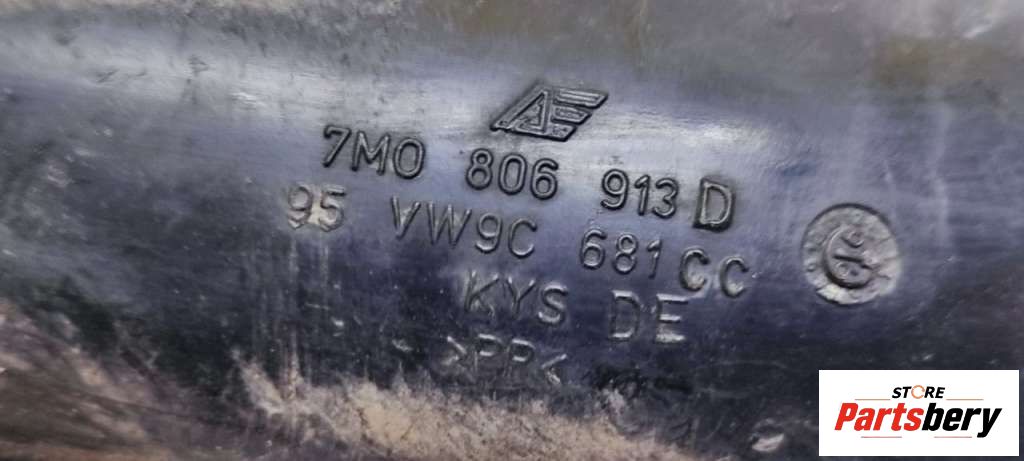 AE
7M0 806 913 D
95 VW9C 681 CC
KYS DE
>PP<
STORE
Partsbery